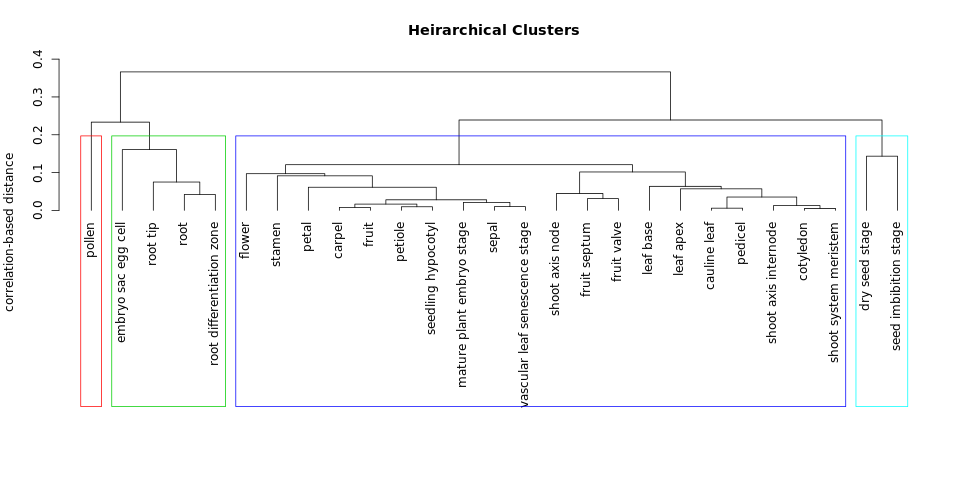 Heirarchical Clusters
correlation-based distance
0.0
0.1
0.2
0.3
0.4
pollen
embryo sac egg cell
root tip
root
root differentiation zone
flower
stamen
petal
carpel
fruit
petiole
seedling hypocotyl
mature plant embryo stage
sepal
vascular leaf senescence stage
shoot axis node
fruit septum
fruit valve
leaf base
leaf apex
cauline leaf
pedicel
shoot axis internode
cotyledon
shoot system meristem
dry seed stage
seed imbibition stage